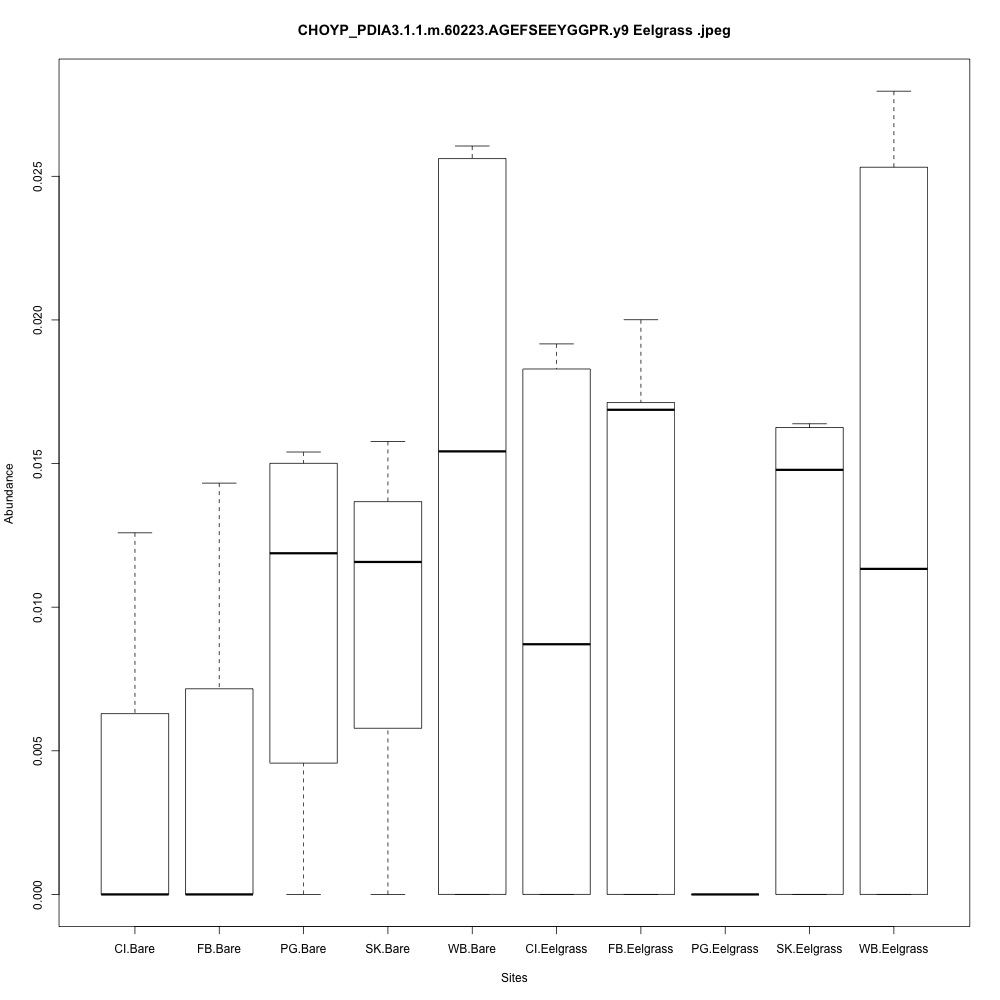 CHOYP_PDIA3.1.1.m.60223.AGEFSEEYGGPR.y9 Eelgrass .jpeg
Abundance
0.025
0.020
0.015
0.010
0.005
0.000
CI.Bare FB.Bare PG.Bare SK.Bare WB.Bare CI.Eelgrass FB.Eelgrass PG.Eelgrass SK.Eelgrass WB.Eelgrass
Sites